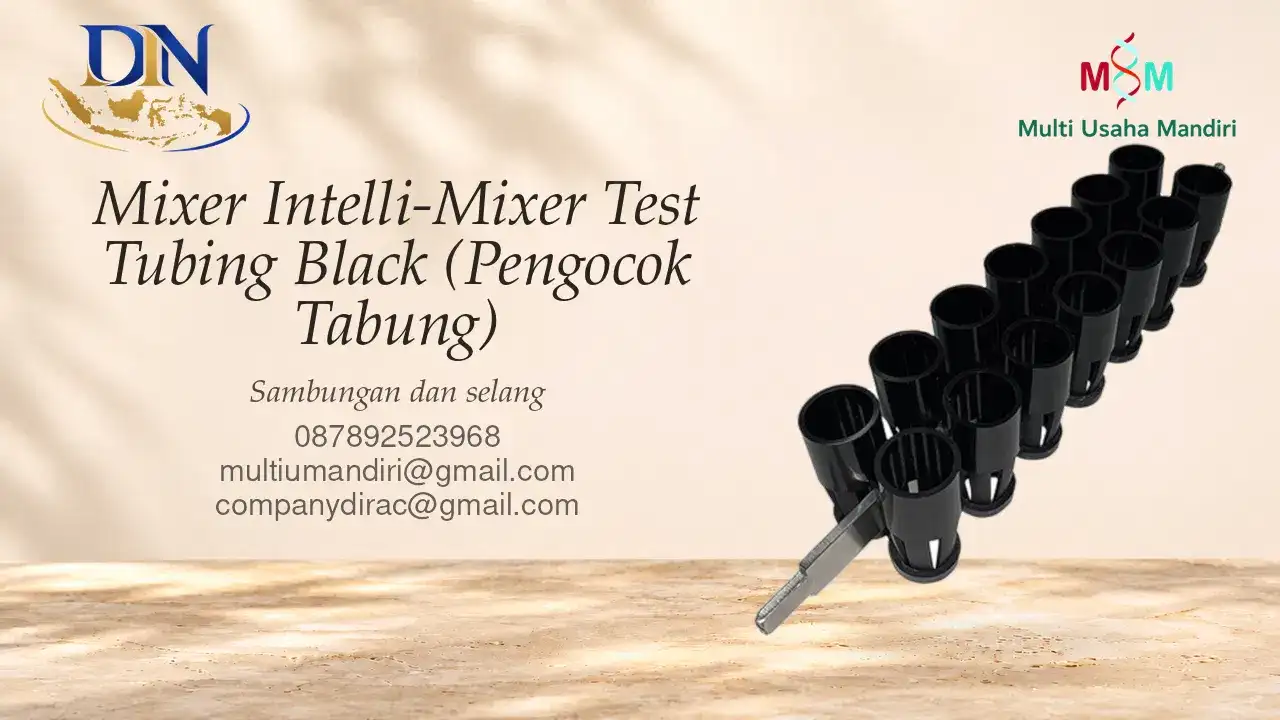 DIN
MSM
Multi Usaha Mandiri
Mixer Intelli-Mixer Test
Tubing Black (Pengocok
Tabung)
Sambungan dan selang
087892523968
multiumandiri@gmail.com
companydirac@gmail.com